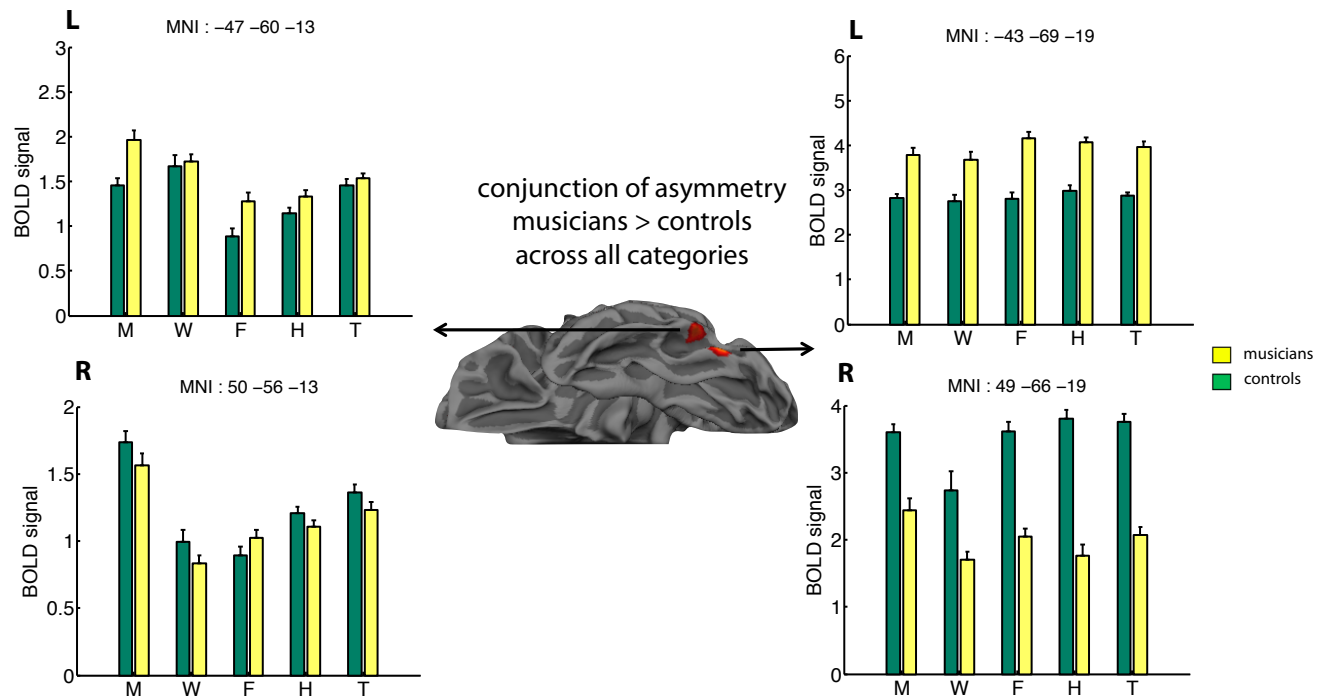 L
MNI : −47 −60 −13
3
2.5
2
1.5
1
0.5
0
BOLD signal
M W F H T
conjunction of asymmetry
musicians > controls
across all categories
L
MNI : −43 −69 −19
6
5
4
3
2
1
0
BOLD signal
M W F H T
musicians
controls
R
MNI : 50 −56 −13
2
1.5
1
0.5
0
BOLD signal
M W F H T
R
MNI : 49 −66 −19
4
3
2
1
0
BOLD signal
M W F H T